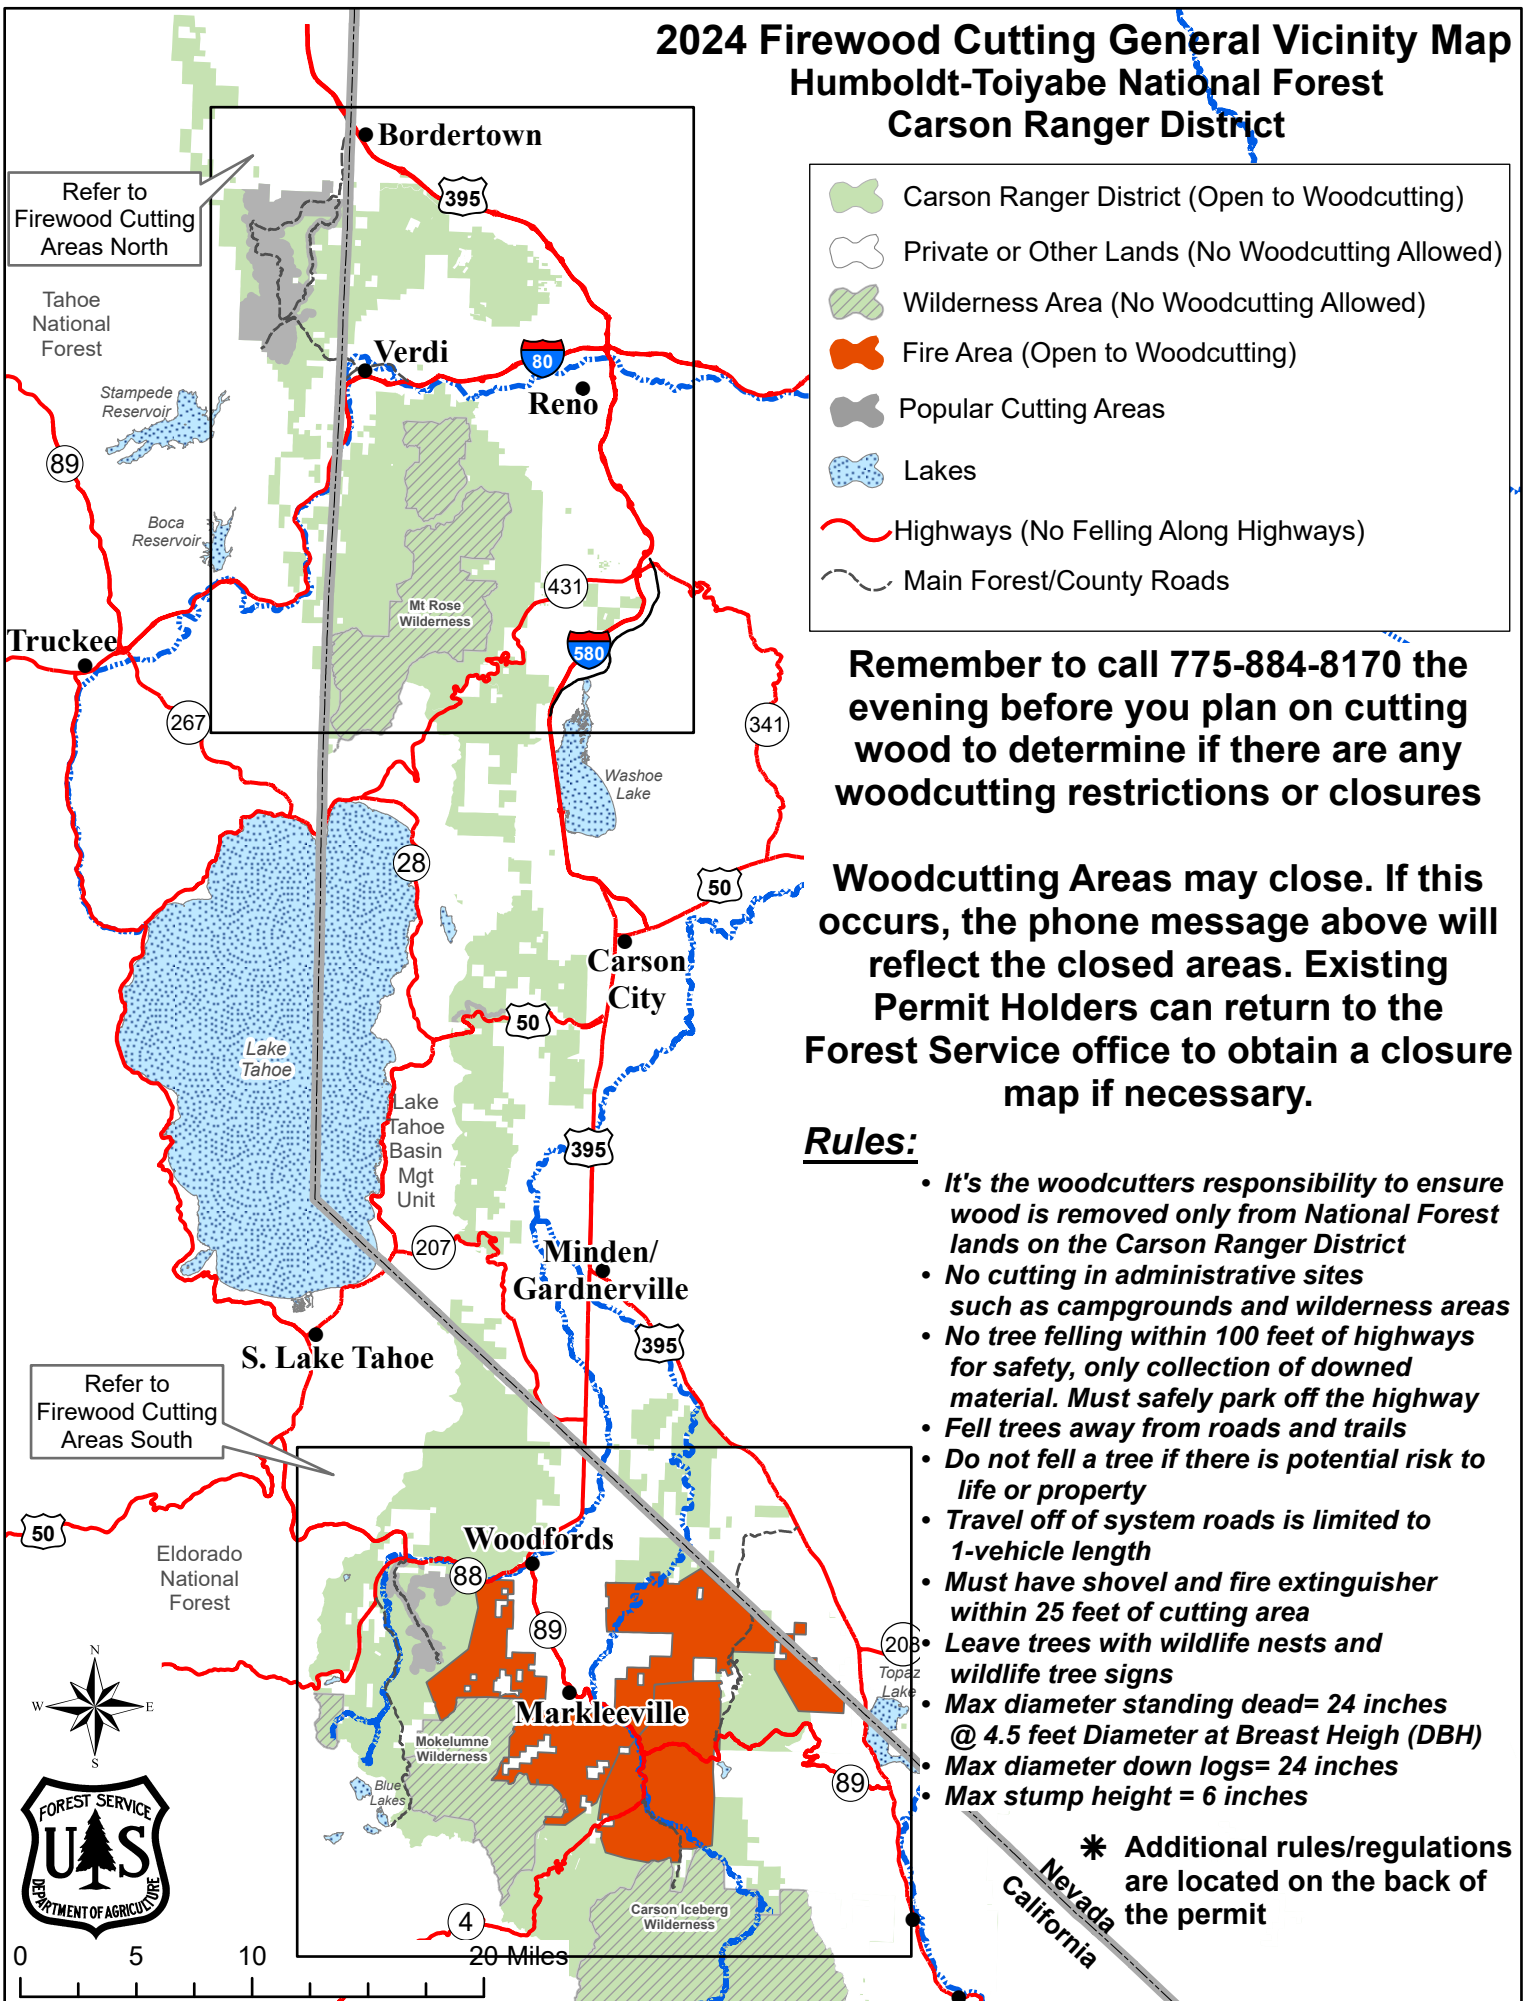 2024 Firewood Cutting General Vicinity Map
Humboldt-Toiyabe National Forest
Carson Ranger District
Carson Ranger District (Open to Woodcutting)
Private or Other Lands (No Woodcutting Allowed)
Wilderness Area (No Woodcutting Allowed)
Fire Area (Open to Woodcutting)
Popular Cutting Areas
Lakes
Highways (No Felling Along Highways)
Main Forest/County Roads
Remember to call 775-884-8170 the
evening before you plan on cutting
wood to determine if there are any
woodcutting restrictions or closures
Woodcutting Areas may close. If this
occurs, the phone message above will
reflect the closed areas. Existing
Permit Holders can return to the
Forest Service office to obtain a closure
map if necessary.
Rules:
• It's the woodcutters responsibility to ensure
wood is removed only from National Forest
lands on the Carson Ranger District
• No cutting in administrative sites
such as campgrounds and wilderness areas
• No tree felling within 100 feet of highways
for safety, only collection of downed
material. Must safely park off the highway
• Fell trees away from roads and trails
• Do not fell a tree if there is potential risk to
life or property
• Travel off of system roads is limited to
1-vehicle length
• Must have shovel and fire extinguisher
within 25 feet of cutting area
• Leave trees with wildlife nests and
wildlife tree signs
• Max diameter standing dead= 24 inches
@ 4.5 feet Diameter at Breast Heigh (DBH)
• Max diameter down logs= 24 inches
• Max stump height = 6 inches
* Additional rules/regulations
are located on the back of
the permit
Bordertown
395
Refer to
Firewood Cutting
Areas North
Tahoe
National
Forest
Verdi
80
Reno
Stampede
Reservoir
89
Boca
Reservoir
431
Mt Rose
Wilderness
Truckee
580
267
341
Washoe
Lake
28
50
Carson
City
50
Lake
Tahoe
Lake
Tahoe
Basin
Mgt
Unit
395
207
Minden/
Gardnerville
395
S. Lake Tahoe
Refer to
Firewood Cutting
Areas South
50
Woodfords
Eldorado
National
Forest
88
89
208
Topaz
Lake
Markleeville
Mokelumne
Wilderness
Blue
Lakes
89
Carson Iceberg
Wilderness
4
Nevada
California
N
W
E
S
FOREST SERVICE
U S
DEPARTMENT OF AGRICULTURE
0 5 10 20 Miles